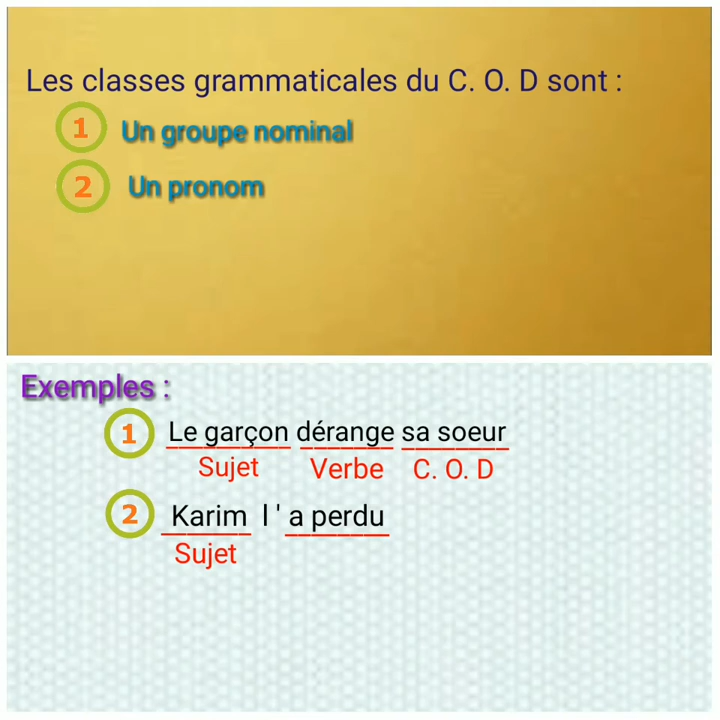 Les classes grammaticales du C. O. D sont :
1 Un groupe nominal
2 Un pronom
Exemples :
1 Le garçon dérange sa soeur
Sujet Verbe C. O. D
2 Karim l ' a perdu
Sujet